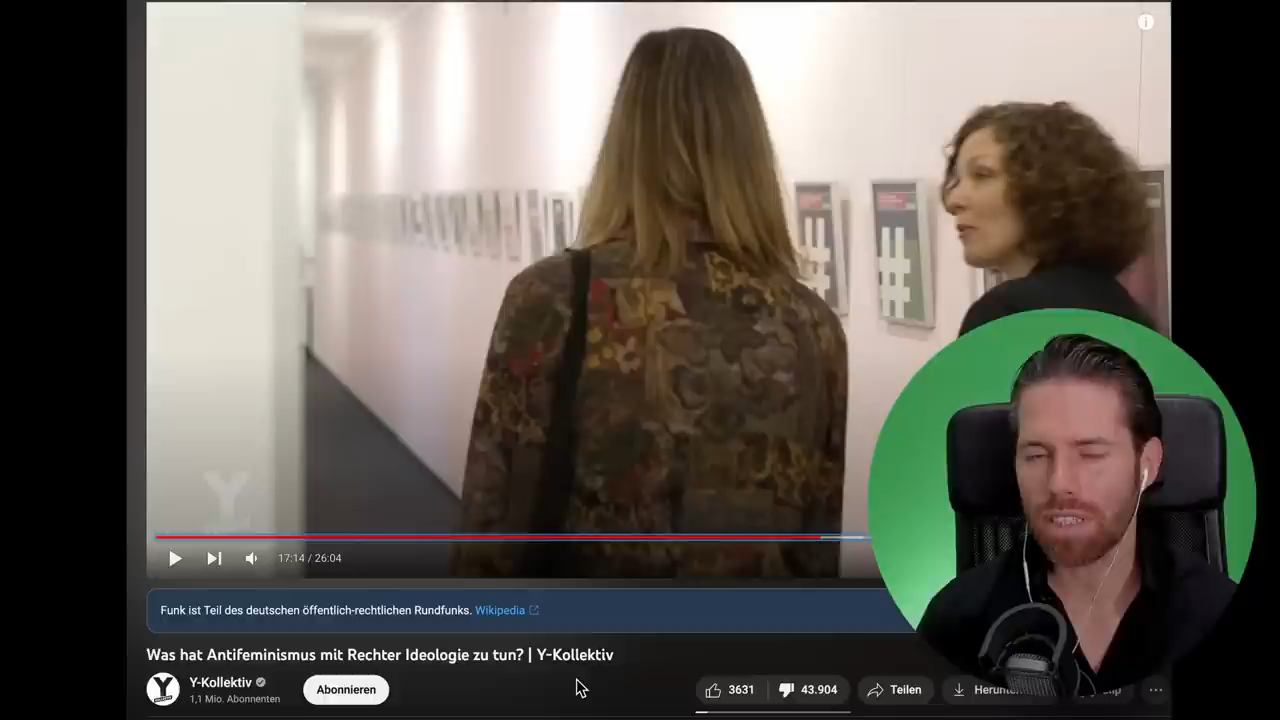 Y
17:14 / 26:04
Funk ist Teil des deutschen öffentlich-rechtlichen Rundfunks. Wikipedia
Was hat Antifeminismus mit Rechter Ideologie zu tun? | Y-Kollektiv
Y-Kollektiv
1,1 Mio. Abonnenten
Abonnieren
3631
43.904
Teilen